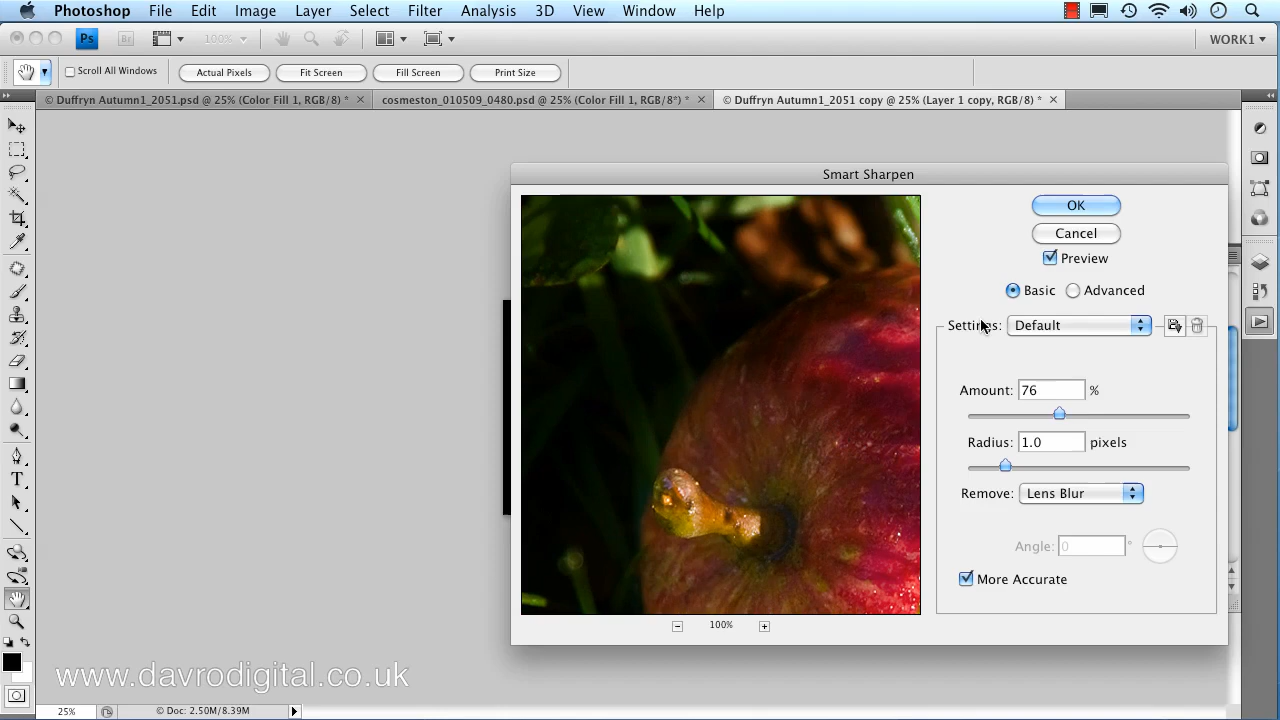 Photoshop File Edit Image Layer Select Filter Analysis 3D View Window Help
Ps Br 100% WORK1
Scroll All Windows Actual Pixels Fit Screen Fill Screen Print Size
© Duffryn Autumn1_2051.psd @ 25% (Color Fill 1, RGB/8) * cosmeston_010509_0480.psd @ 25% (Color Fill 1, RGB/8*) * © Duffryn Autumn1_2051 copy @ 25% (Layer 1 copy, RGB/8) *
Smart Sharpen
OK
Cancel
Preview
Basic Advanced
Settings: Default
Amount: 76 %
Radius: 1.0 pixels
Remove: Lens Blur
Angle: 0 °
More Accurate
100%
www.davrodigital.co.uk
25% © Doc: 2.50M/8.39M